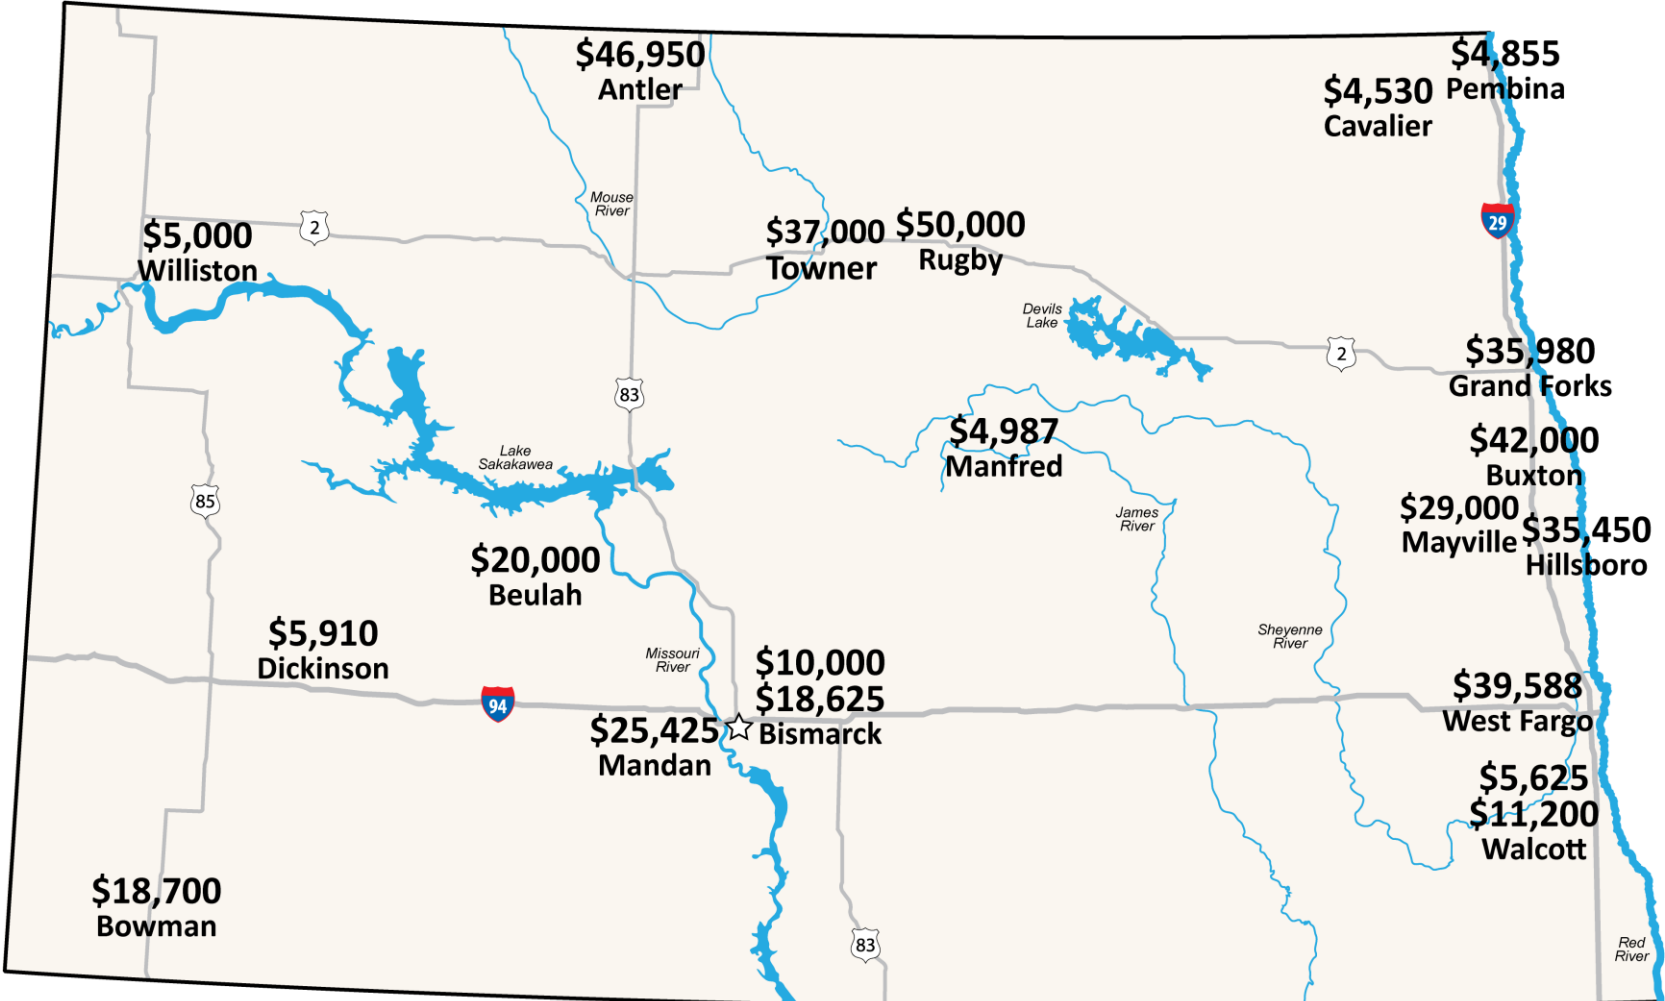 $46,950
Antler
$4,855
Pembina
$4,530
Cavalier
Mouse
River
2
$5,000
Williston
$37,000
Towner
$50,000
Rugby
29
Devils
Lake
2
$35,980
Grand Forks
83
$4,987
Manfred
$42,000
Buxton
Lake
Sakakawea
85
James
River
$29,000
Mayville
$35,450
Hillsboro
$20,000
Beulah
$5,910
Dickinson
Sheyenne
River
Missouri
River
$10,000
$18,625
Bismarck
94
$25,425
Mandan
$39,588
West Fargo
$5,625
$11,200
Walcott
$18,700
Bowman
83
Red
River